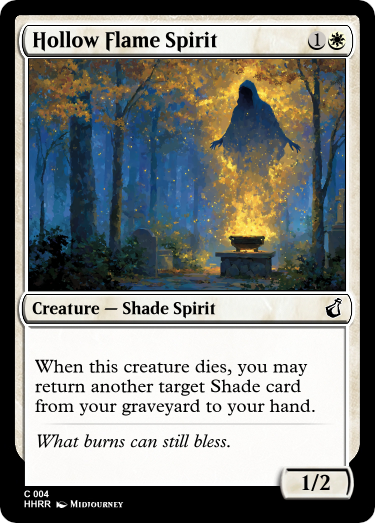 Hollow Flame Spirit 1
Creature — Shade Spirit
When this creature dies, you may
return another target Shade card
from your graveyard to your hand.
What burns can still bless.
1/2
C 004
HHRR Midjourney